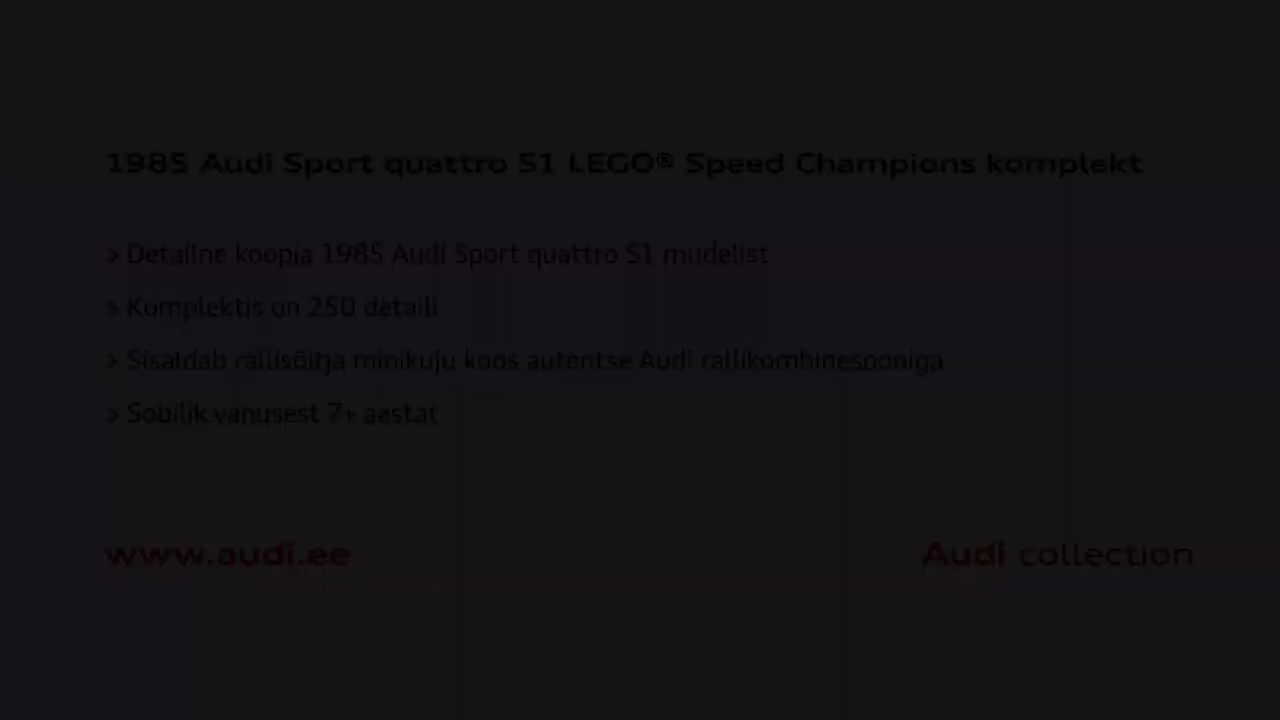 1985 Audi Sport quattro S1 LEGO® Speed Champions komplekt
> Detailne koopia 1985 Audi Sport quattro S1 mudelist
> Komplektis on 250 detaili
> Sisaldab rallisõitja minikuju koos autentse Audi rallikombinesooniga
> Sobilik vanusest 7+ aastat
www.audi.ee
Audi collection